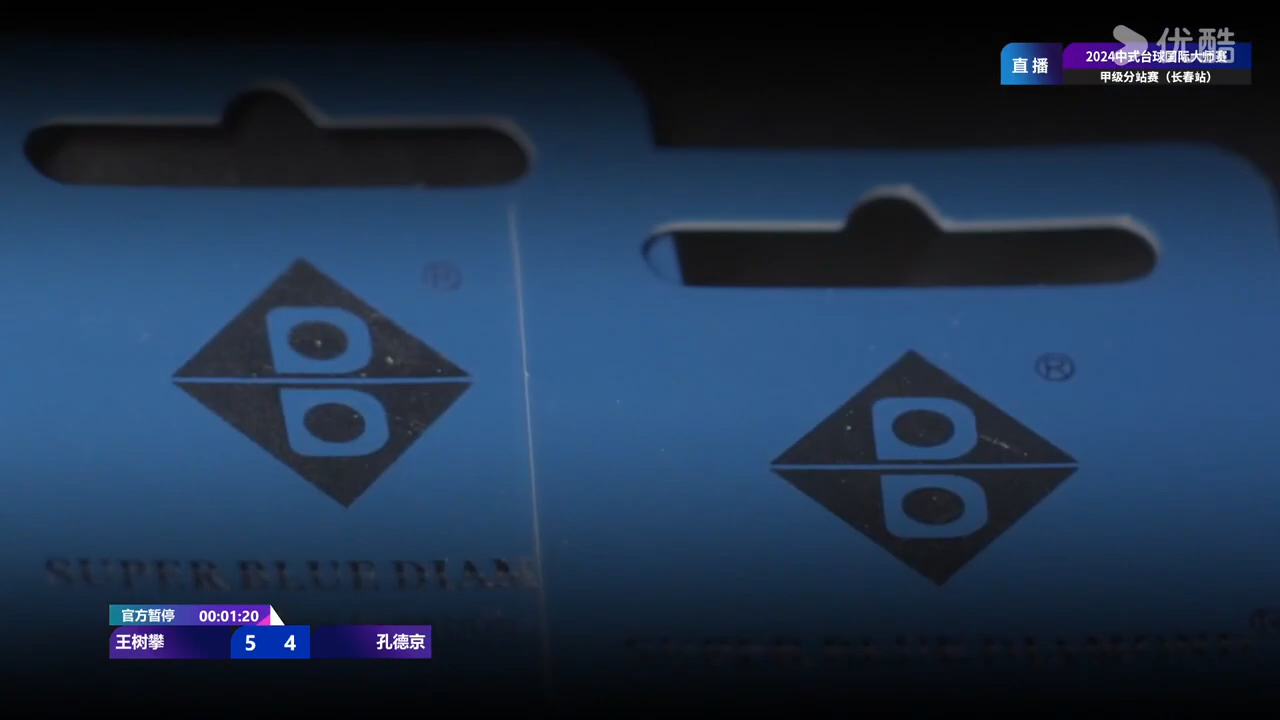 优酷
直播
2024中式台球国际大师赛
甲级分站赛（长春站）
®
®
SUPER BLUE DIAM
官方暂停 00:01:20
王树攀 5 4 孔德京